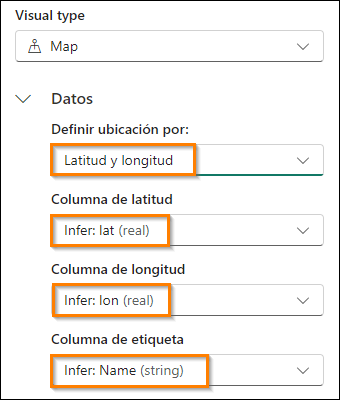 Visual type
Map
Datos
Definir ubicación por:
Latitud y longitud
Columna de latitud
Infer: lat (real)
Columna de longitud
Infer: lon (real)
Columna de etiqueta
Infer: Name (string)